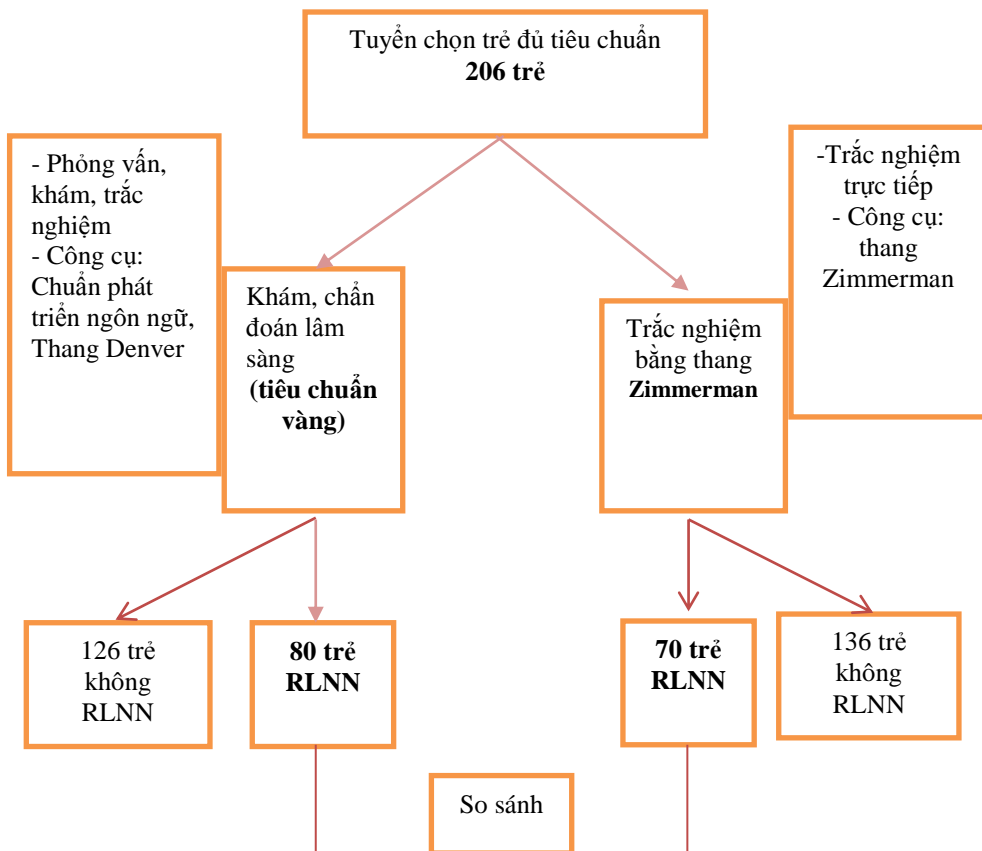 Tuyển chọn trẻ đủ tiêu chuẩn
206 trẻ
- Phỏng vấn,
khám, trắc
nghiệm
- Công cụ:
Chuẩn phát
triển ngôn ngữ,
Thang Denver
Khám, chẩn
đoán lâm
sàng
(tiêu chuẩn
vàng)
Trắc nghiệm
bằng thang
Zimmerman
-Trắc nghiệm
trực tiếp
- Công cụ:
thang
Zimmerman
126 trẻ
không
RLNN
80 trẻ
RLNN
70 trẻ
RLNN
136 trẻ
không
RLNN
So sánh